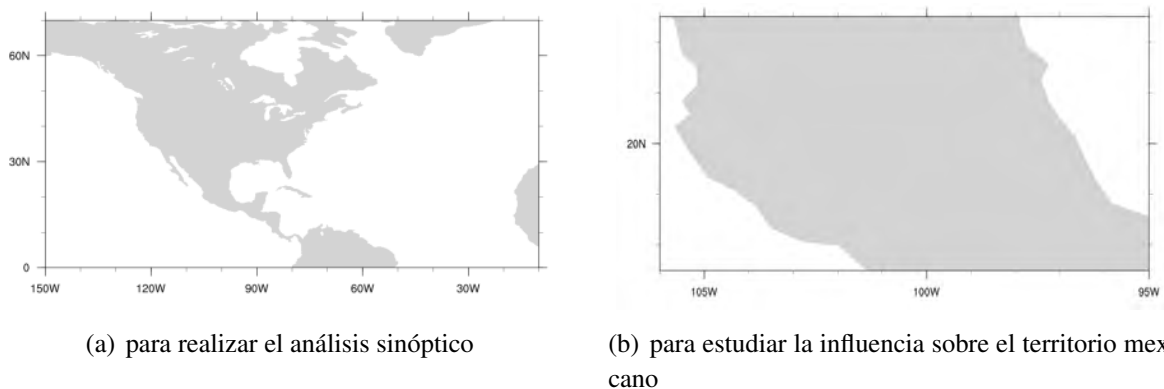 60N
30N
0
150W 120W 90W 60W 30W
20N
105W 100W 95W
(a) para realizar el análisis sinóptico
(b) para estudiar la influencia sobre el territorio mex
cano